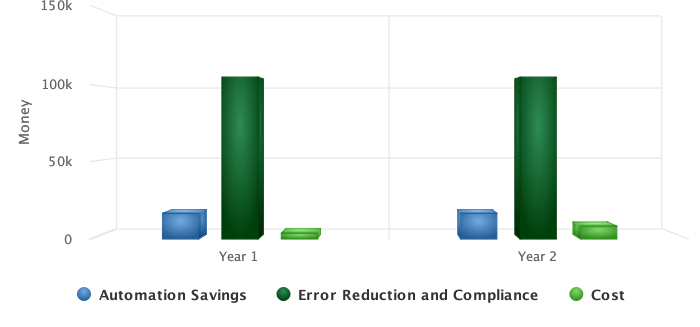 150k
100k
50k
0
Money
Year 1
Year 2
Automation Savings
Error Reduction and Compliance
Cost